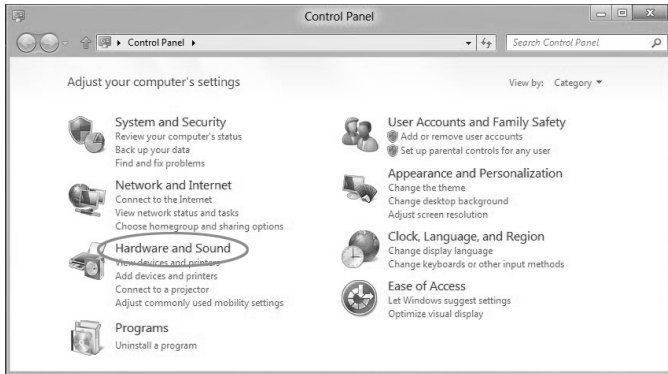 Control Panel
Control Panel
Search Control Panel
Adjust your computer's settings
View by: Category
System and Security
Review your computer's status
Back up your data
Find and fix problems
Network and Internet
Connect to the Internet
View network status and tasks
Choose homegroup and sharing options
Hardware and Sound
View devices and printers
Add devices and printers
Connect to a projector
Adjust commonly used mobility settings
Programs
Uninstall a program
User Accounts and Family Safety
Add or remove user accounts
Set up parental controls for any user
Appearance and Personalization
Change the theme
Change desktop background
Adjust screen resolution
Clock, Language, and Region
Change display language
Change keyboards or other input methods
Ease of Access
Let Windows suggest settings
Optimize visual display